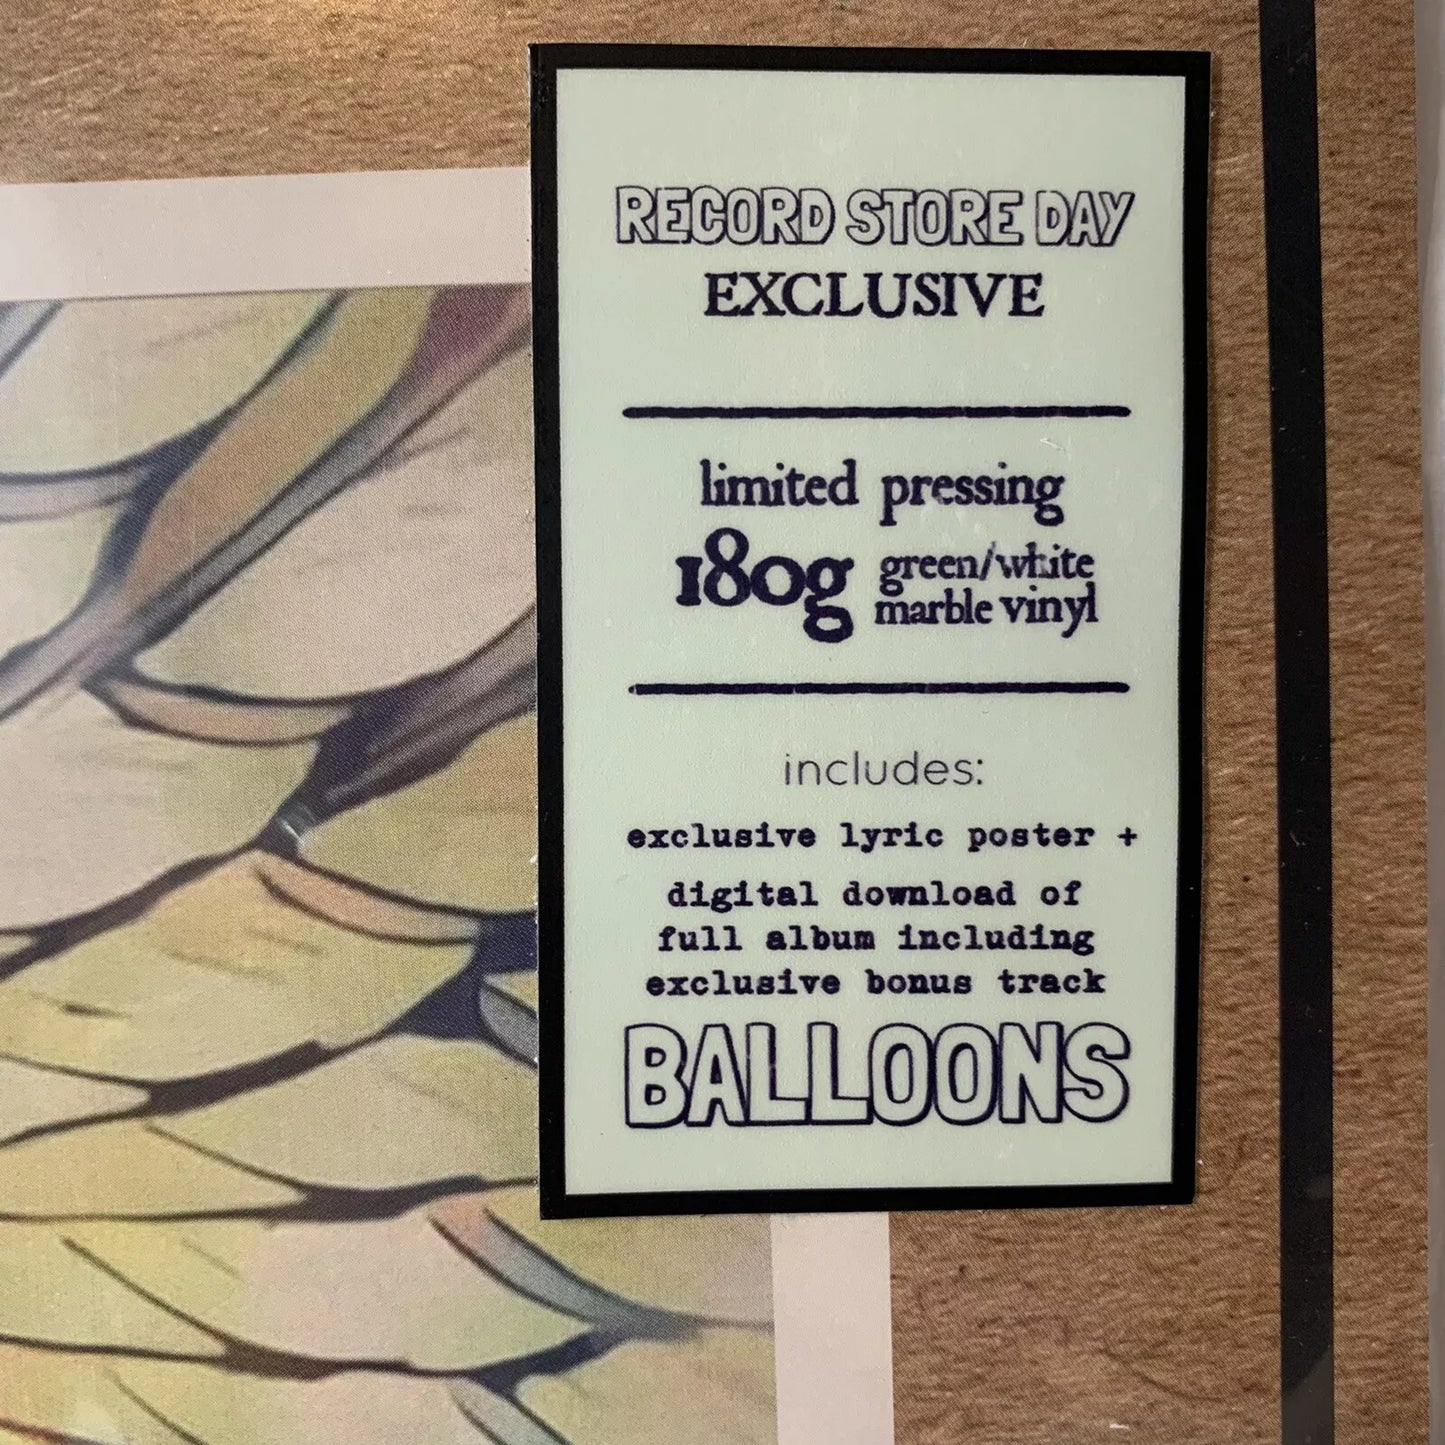 RECORD STORE DAY
EXCLUSIVE
limited pressing
180g green/white
marble vinyl
includes:
exclusive lyric poster +
digital download of
full album including
exclusive bonus track
BALLOONS